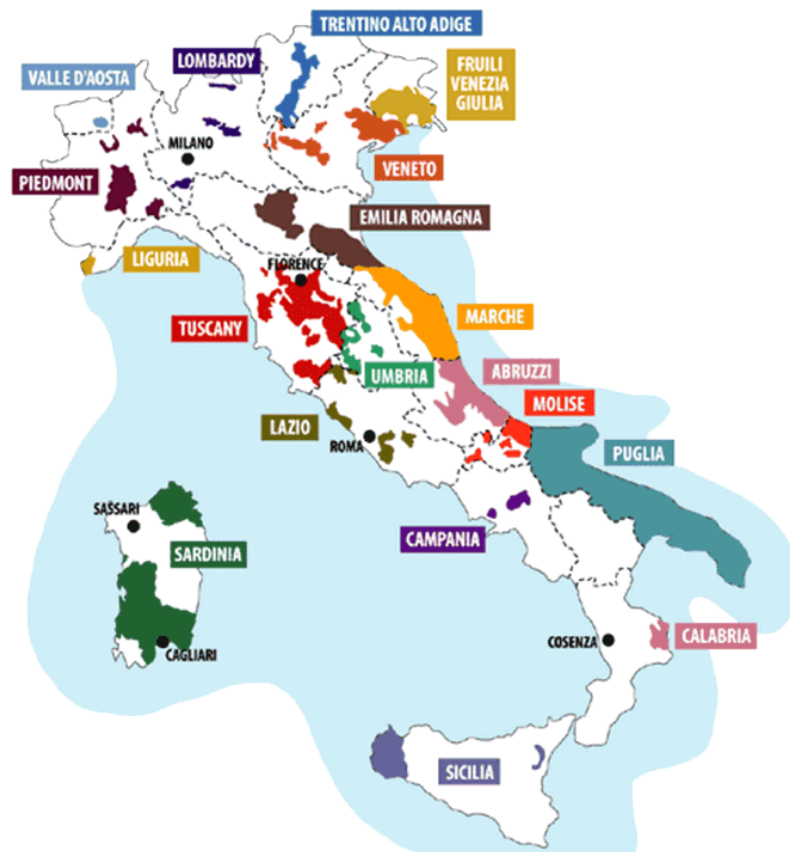 TRENTINO ALTO ADIGE
LOMBARDY
FRUILI
VENEZIA
GIULIA
VALLE D'AOSTA
MILANO
VENETO
PIEDMONT
EMILIA ROMAGNA
LIGURIA
FLORENCE
MARCHE
TUSCANY
UMBRIA
ABRUZZI
MOLISE
LAZIO
ROMA
PUGLIA
SASSARI
CAMPANIA
SARDINIA
COSENZA
CALABRIA
CAGLIARI
SICILIA